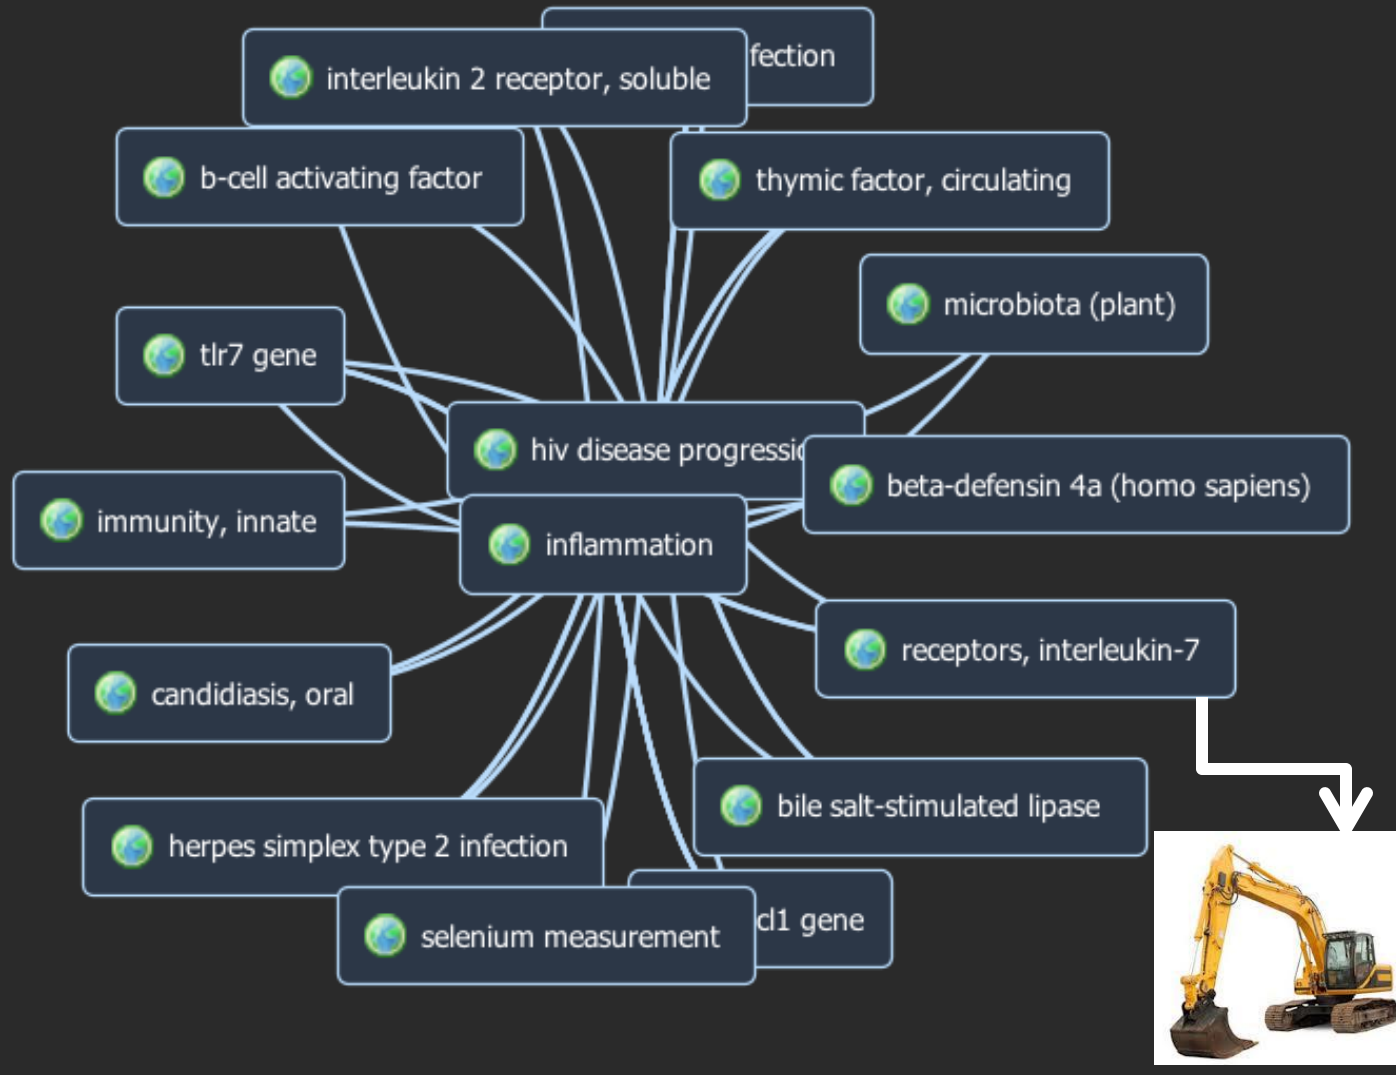 fection
interleukin 2 receptor, soluble
b-cell activating factor
thymic factor, circulating
microbiota (plant)
tlr7 gene
hiv disease progressio
beta-defensin 4a (homo sapiens)
immunity, innate
inflammation
receptors, interleukin-7
candidiasis, oral
bile salt-stimulated lipase
herpes simplex type 2 infection
cl1 gene
selenium measurement